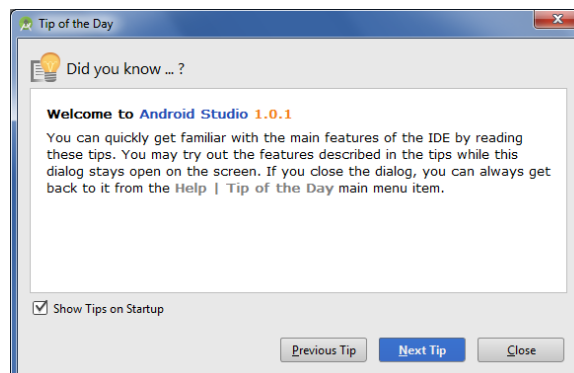 Tip of the Day
Did you know ... ?
Welcome to Android Studio 1.0.1
You can quickly get familiar with the main features of the IDE by reading
these tips. You may try out the features described in the tips while this
dialog stays open on the screen. If you close the dialog, you can always get
back to it from the Help | Tip of the Day main menu item.
Show Tips on Startup
Previous Tip Next Tip Close